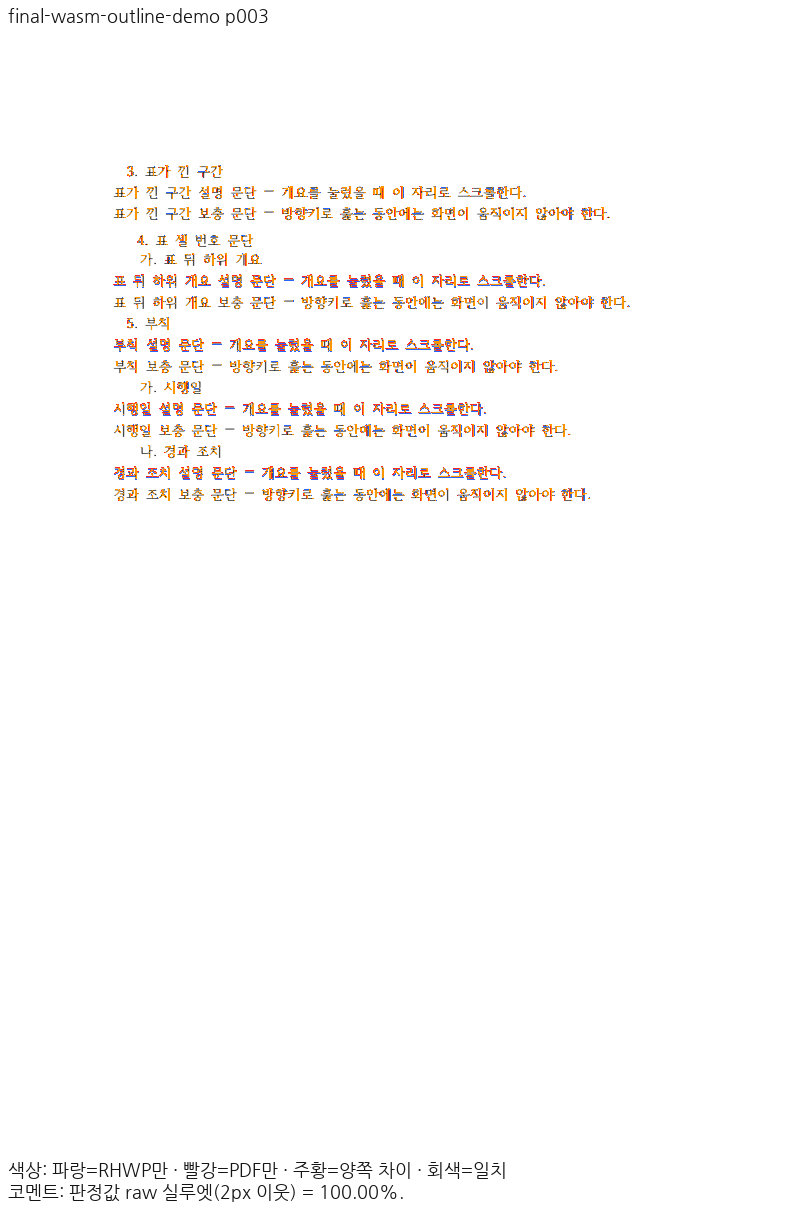 final-wasm-outline-demo p003
3. 표가 낀 구간
표가 낀 구간 설명 문단 — 개요를 눌렀을 때 이 자리로 스크롤한다.
표가 낀 구간 보충 문단 — 방향키로 훑는 동안에는 화면이 움직이지 않아야 한다.
4. 표 셀 번호 문단
가. 표 뒤 하위 개요
표 뒤 하위 개요 설명 문단 — 개요를 눌렀을 때 이 자리로 스크롤한다.
표 뒤 하위 개요 보충 문단 — 방향키로 훑는 동안에는 화면이 움직이지 않아야 한다.
5. 부칙
부칙 설명 문단 — 개요를 눌렀을 때 이 자리로 스크롤한다.
부칙 보충 문단 — 방향키로 훑는 동안에는 화면이 움직이지 않아야 한다.
가. 시행일
시행일 설명 문단 — 개요를 눌렀을 때 이 자리로 스크롤한다.
시행일 보충 문단 — 방향키로 훑는 동안에는 화면이 움직이지 않아야 한다.
나. 경과 조치
경과 조치 설명 문단 — 개요를 눌렀을 때 이 자리로 스크롤한다.
경과 조치 보충 문단 — 방향키로 훑는 동안에는 화면이 움직이지 않아야 한다.
색상: 파랑=RHWP만 · 빨강=PDF만 · 주황=양쪽 차이 · 회색=일치
코멘트: 판정값 raw 실루엣(2px 이웃) = 100.00%.